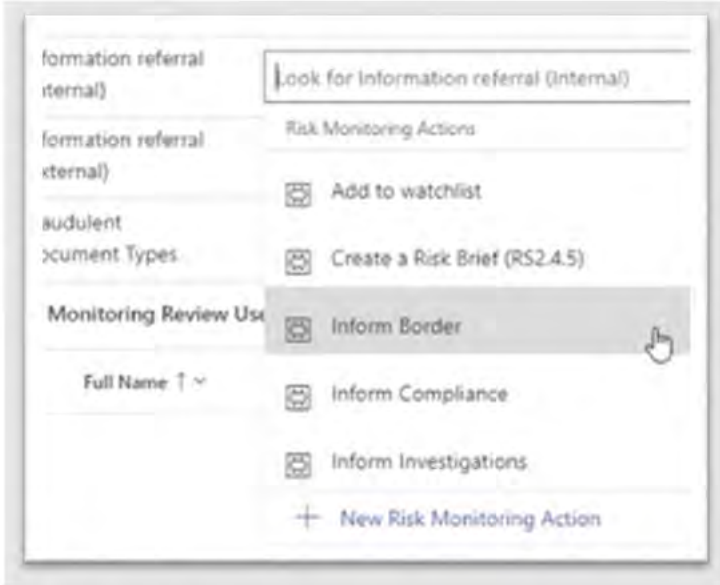 formation referral
iternal)
formation referral
xternal)
audulent
ocument Types
Monitoring Review Use
Full Name ↑
Look for Information referral (Internal)
Risk Monitoring Actions
Add to watchlist
Create a Risk Brief (RS2.4.5)
Inform Border
Inform Compliance
Inform Investigations
+ New Risk Monitoring Action